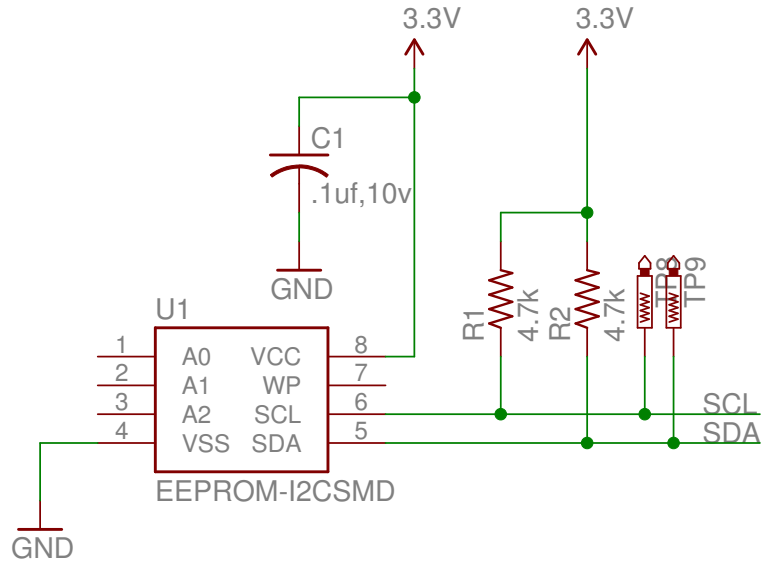 3.3V
3.3V
C1
.1uf,10v
GND
R1
4.7k
R2
4.7k
TP8
TP9
U1
1 A0 VCC 8
2 A1 WP 7
3 A2 SCL 6
4 VSS SDA 5
SCL
SDA
EEPROM-I2CSMD
GND